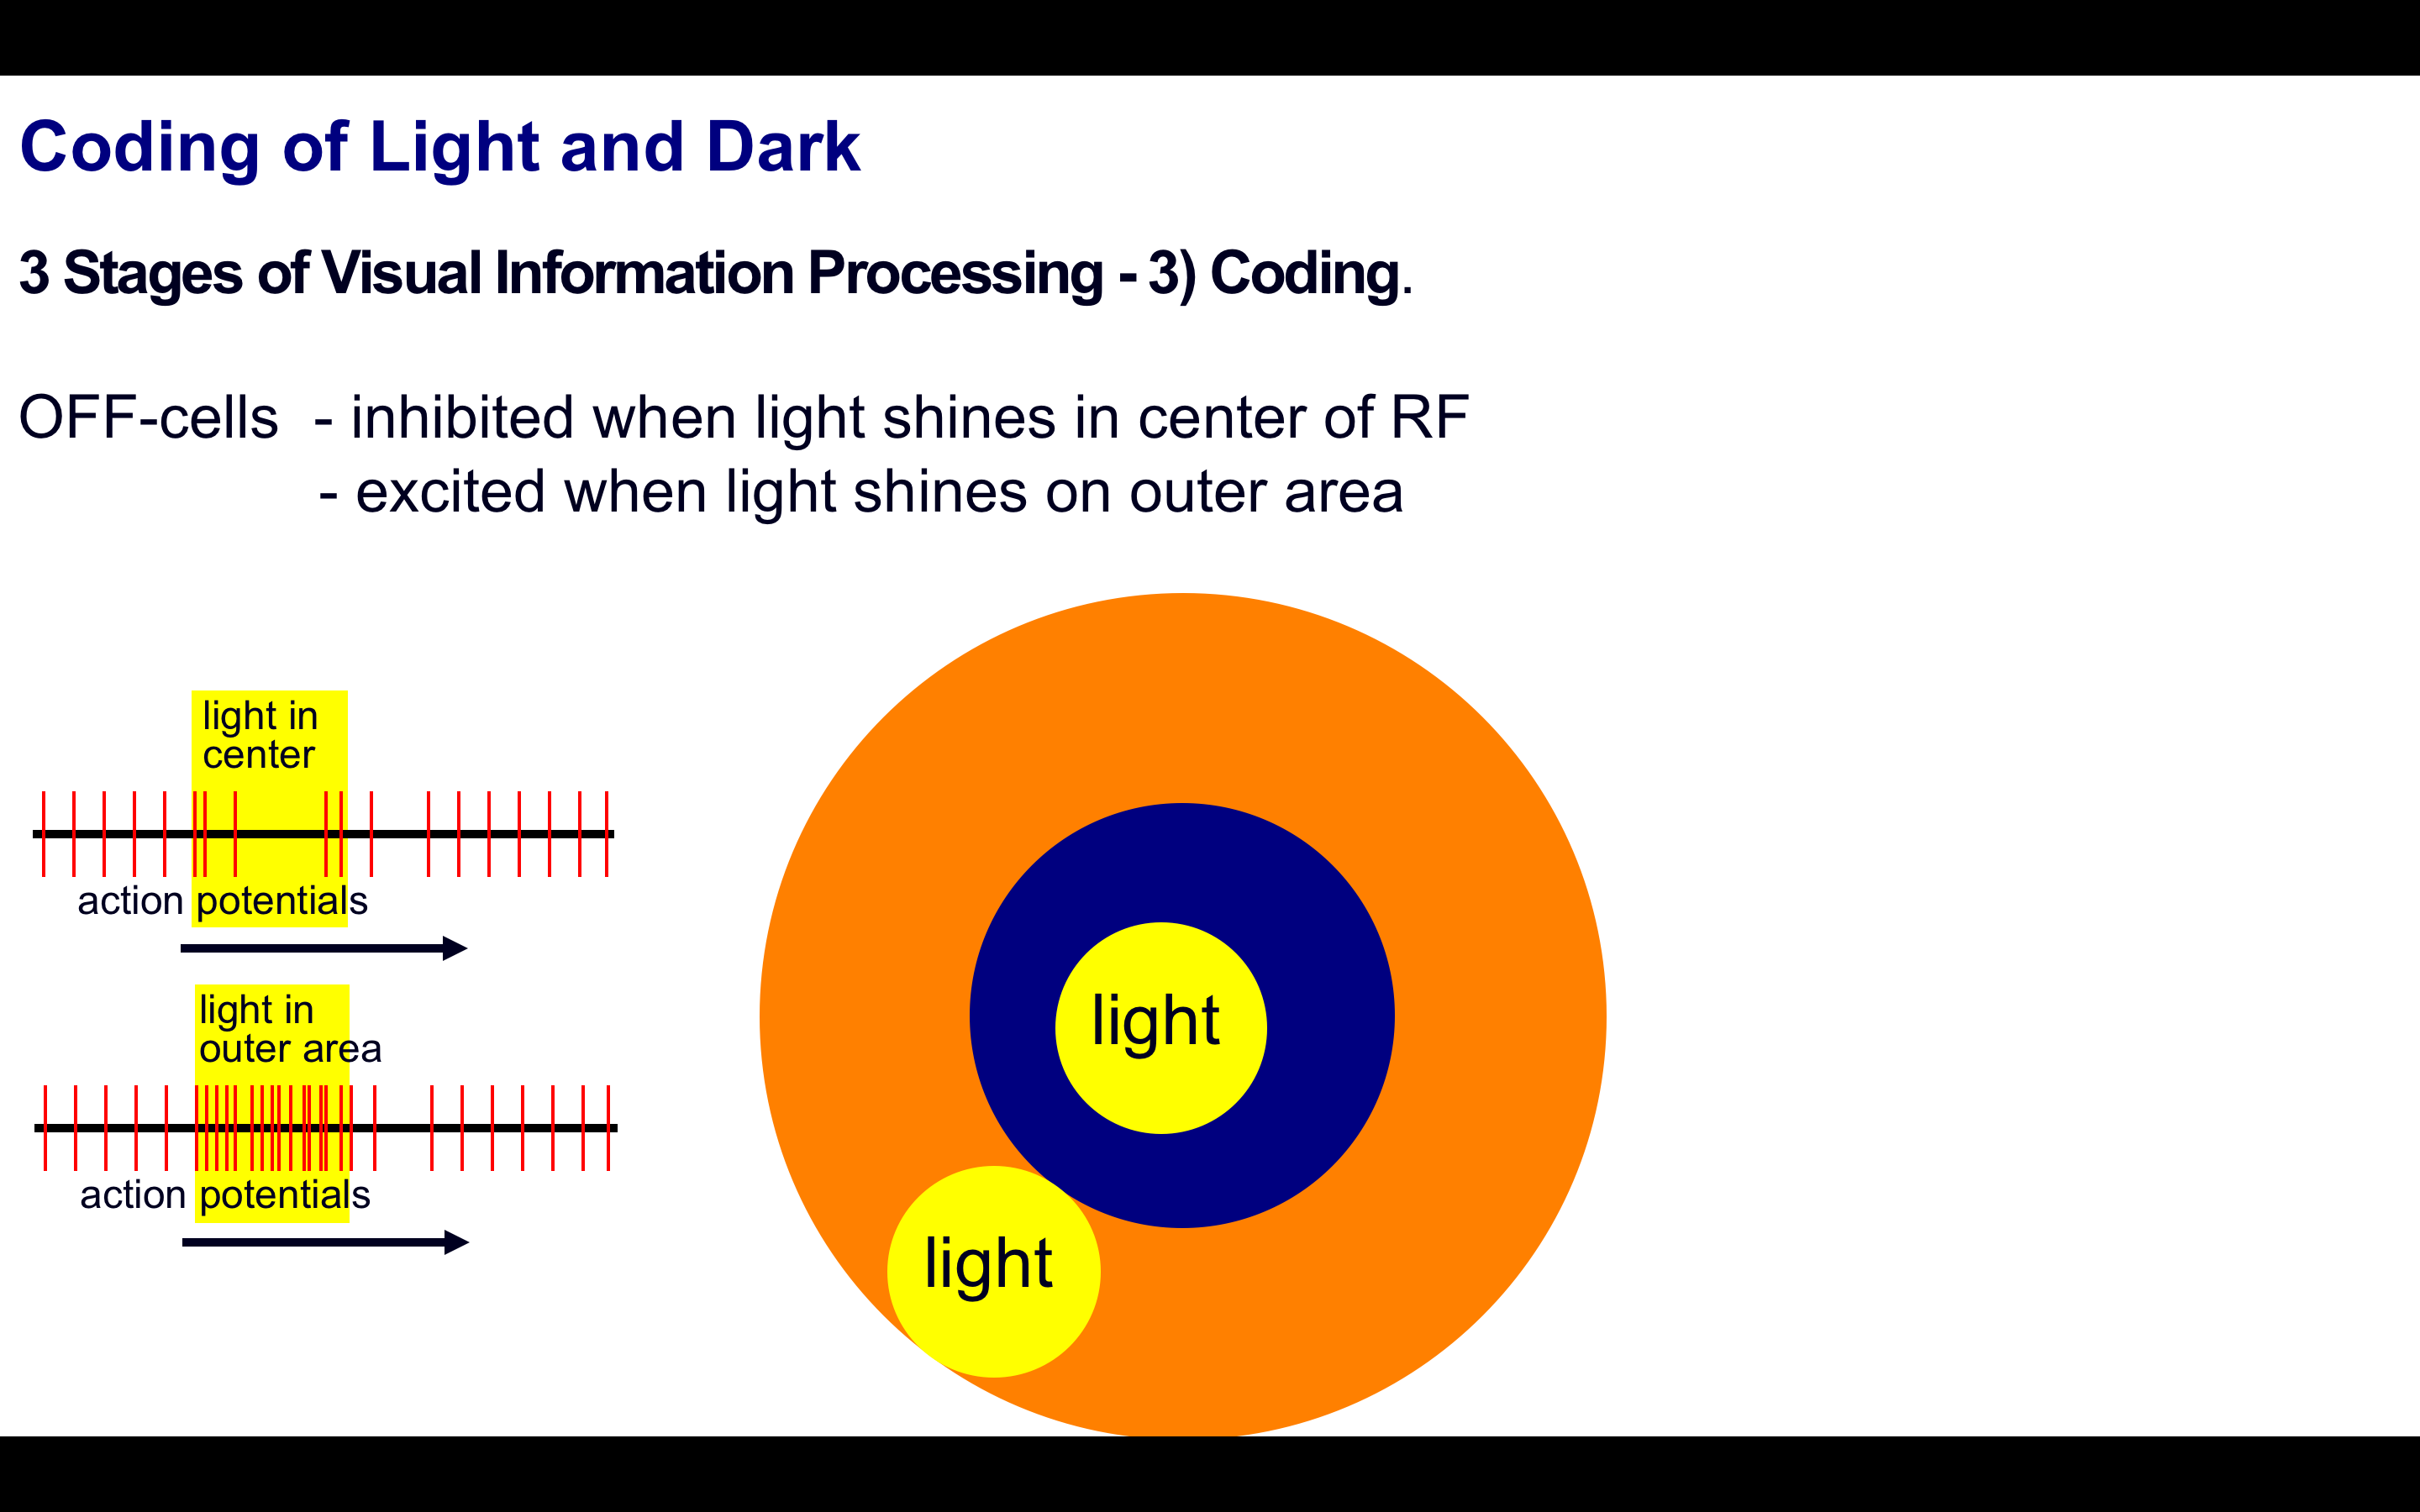 Coding of Light and Dark
3 Stages of Visual Information Processing - 3) Coding.
OFF-cells - inhibited when light shines in center of RF
- excited when light shines on outer area
light in
center
action potentials
light in
outer area
action potentials
light
light